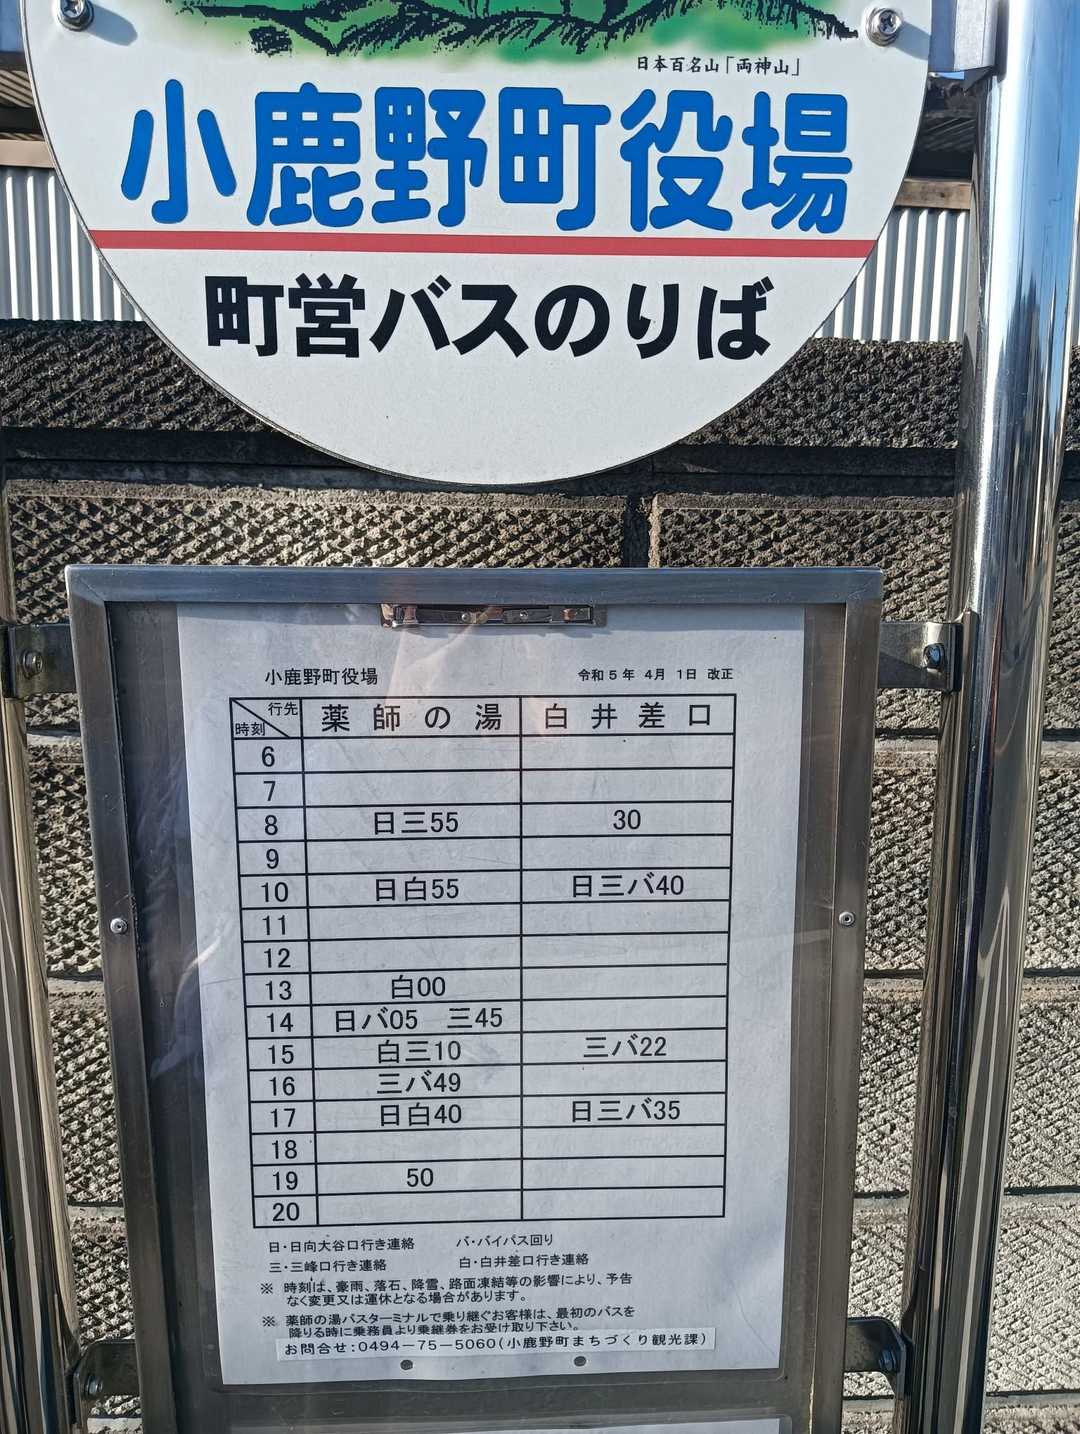 日本百名山「両神山」
小鹿野町役場
町営バスのりば
小鹿野町役場 令和5年 4月 1日 改正
行先 時刻 薬師の湯 白井差口
6
7
8 日三55 30
9
10 日白55 日三バ40
11
12
13 白00
14 日バ05 三45
15 白三10 三バ22
16 三バ49
17 日白40 日三バ35
18
19 50
20
日・日向大谷口行き連絡 バ・バイパス回り
三・三峰口行き連絡 白・白井差口行き連絡
※ 時刻は、豪雨、落石、降雪、路面凍結等の影響により、予告
なく変更又は運休となる場合があります。
※ 薬師の湯バスターミナルで乗り継ぐお客様は、最初のバスを
降りる時に乗務員より乗継券をお受け取り下さい。
お問合せ:0494-75-5060(小鹿野町まちづくり観光課)